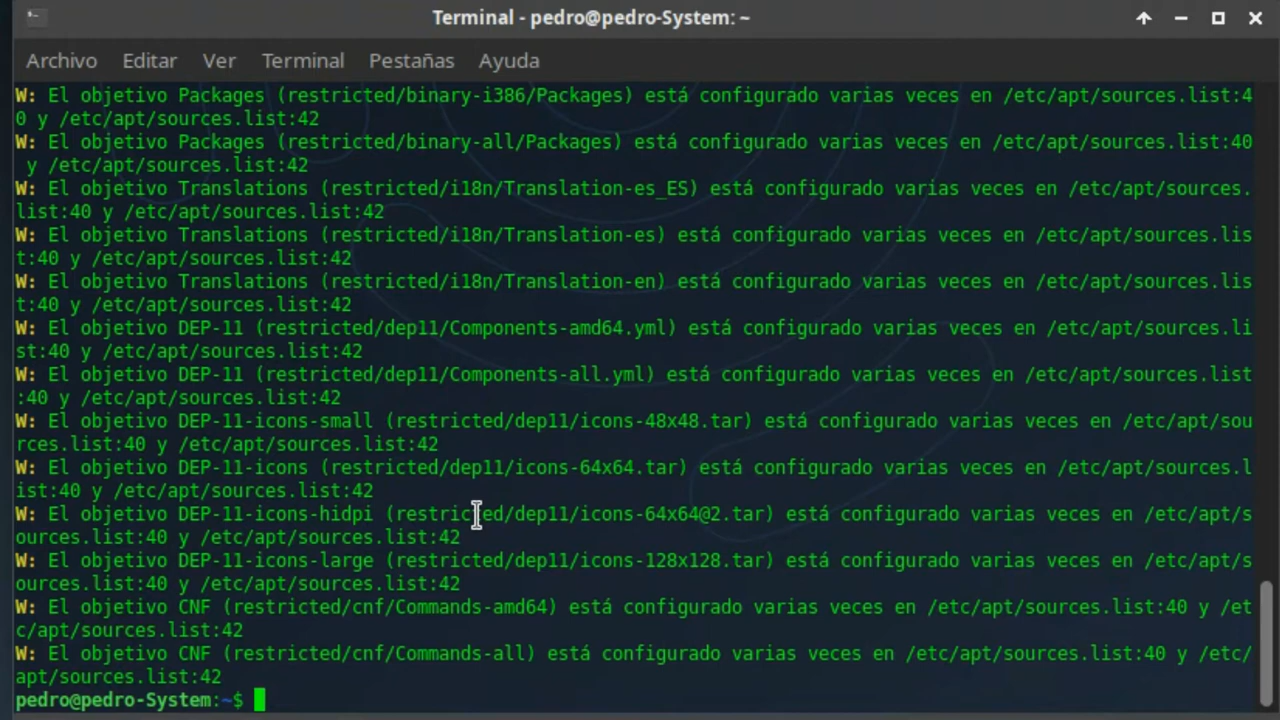 Terminal - pedro@pedro-System: ~
Archivo Editar Ver Terminal Pestañas Ayuda
W: El objetivo Packages (restricted/binary-i386/Packages) está configurado varias veces en /etc/apt/sources.list:4
0 y /etc/apt/sources.list:42
W: El objetivo Packages (restricted/binary-all/Packages) está configurado varias veces en /etc/apt/sources.list:40
y /etc/apt/sources.list:42
W: El objetivo Translations (restricted/i18n/Translation-es_ES) está configurado varias veces en /etc/apt/sources.
list:40 y /etc/apt/sources.list:42
W: El objetivo Translations (restricted/i18n/Translation-es) está configurado varias veces en /etc/apt/sources.lis
t:40 y /etc/apt/sources.list:42
W: El objetivo Translations (restricted/i18n/Translation-en) está configurado varias veces en /etc/apt/sources.lis
t:40 y /etc/apt/sources.list:42
W: El objetivo DEP-11 (restricted/dep11/Components-amd64.yml) está configurado varias veces en /etc/apt/sources.li
st:40 y /etc/apt/sources.list:42
W: El objetivo DEP-11 (restricted/dep11/Components-all.yml) está configurado varias veces en /etc/apt/sources.list
:40 y /etc/apt/sources.list:42
W: El objetivo DEP-11-icons-small (restricted/dep11/icons-48x48.tar) está configurado varias veces en /etc/apt/sou
rces.list:40 y /etc/apt/sources.list:42
W: El objetivo DEP-11-icons (restricted/dep11/icons-64x64.tar) está configurado varias veces en /etc/apt/sources.l
ist:40 y /etc/apt/sources.list:42
W: El objetivo DEP-11-icons-hidpi (restricted/dep11/icons-64x64@2.tar) está configurado varias veces en /etc/apt/s
ources.list:40 y /etc/apt/sources.list:42
W: El objetivo DEP-11-icons-large (restricted/dep11/icons-128x128.tar) está configurado varias veces en /etc/apt/s
ources.list:40 y /etc/apt/sources.list:42
W: El objetivo CNF (restricted/cnf/Commands-amd64) está configurado varias veces en /etc/apt/sources.list:40 y /et
c/apt/sources.list:42
W: El objetivo CNF (restricted/cnf/Commands-all) está configurado varias veces en /etc/apt/sources.list:40 y /etc/
apt/sources.list:42
pedro@pedro-System:~$